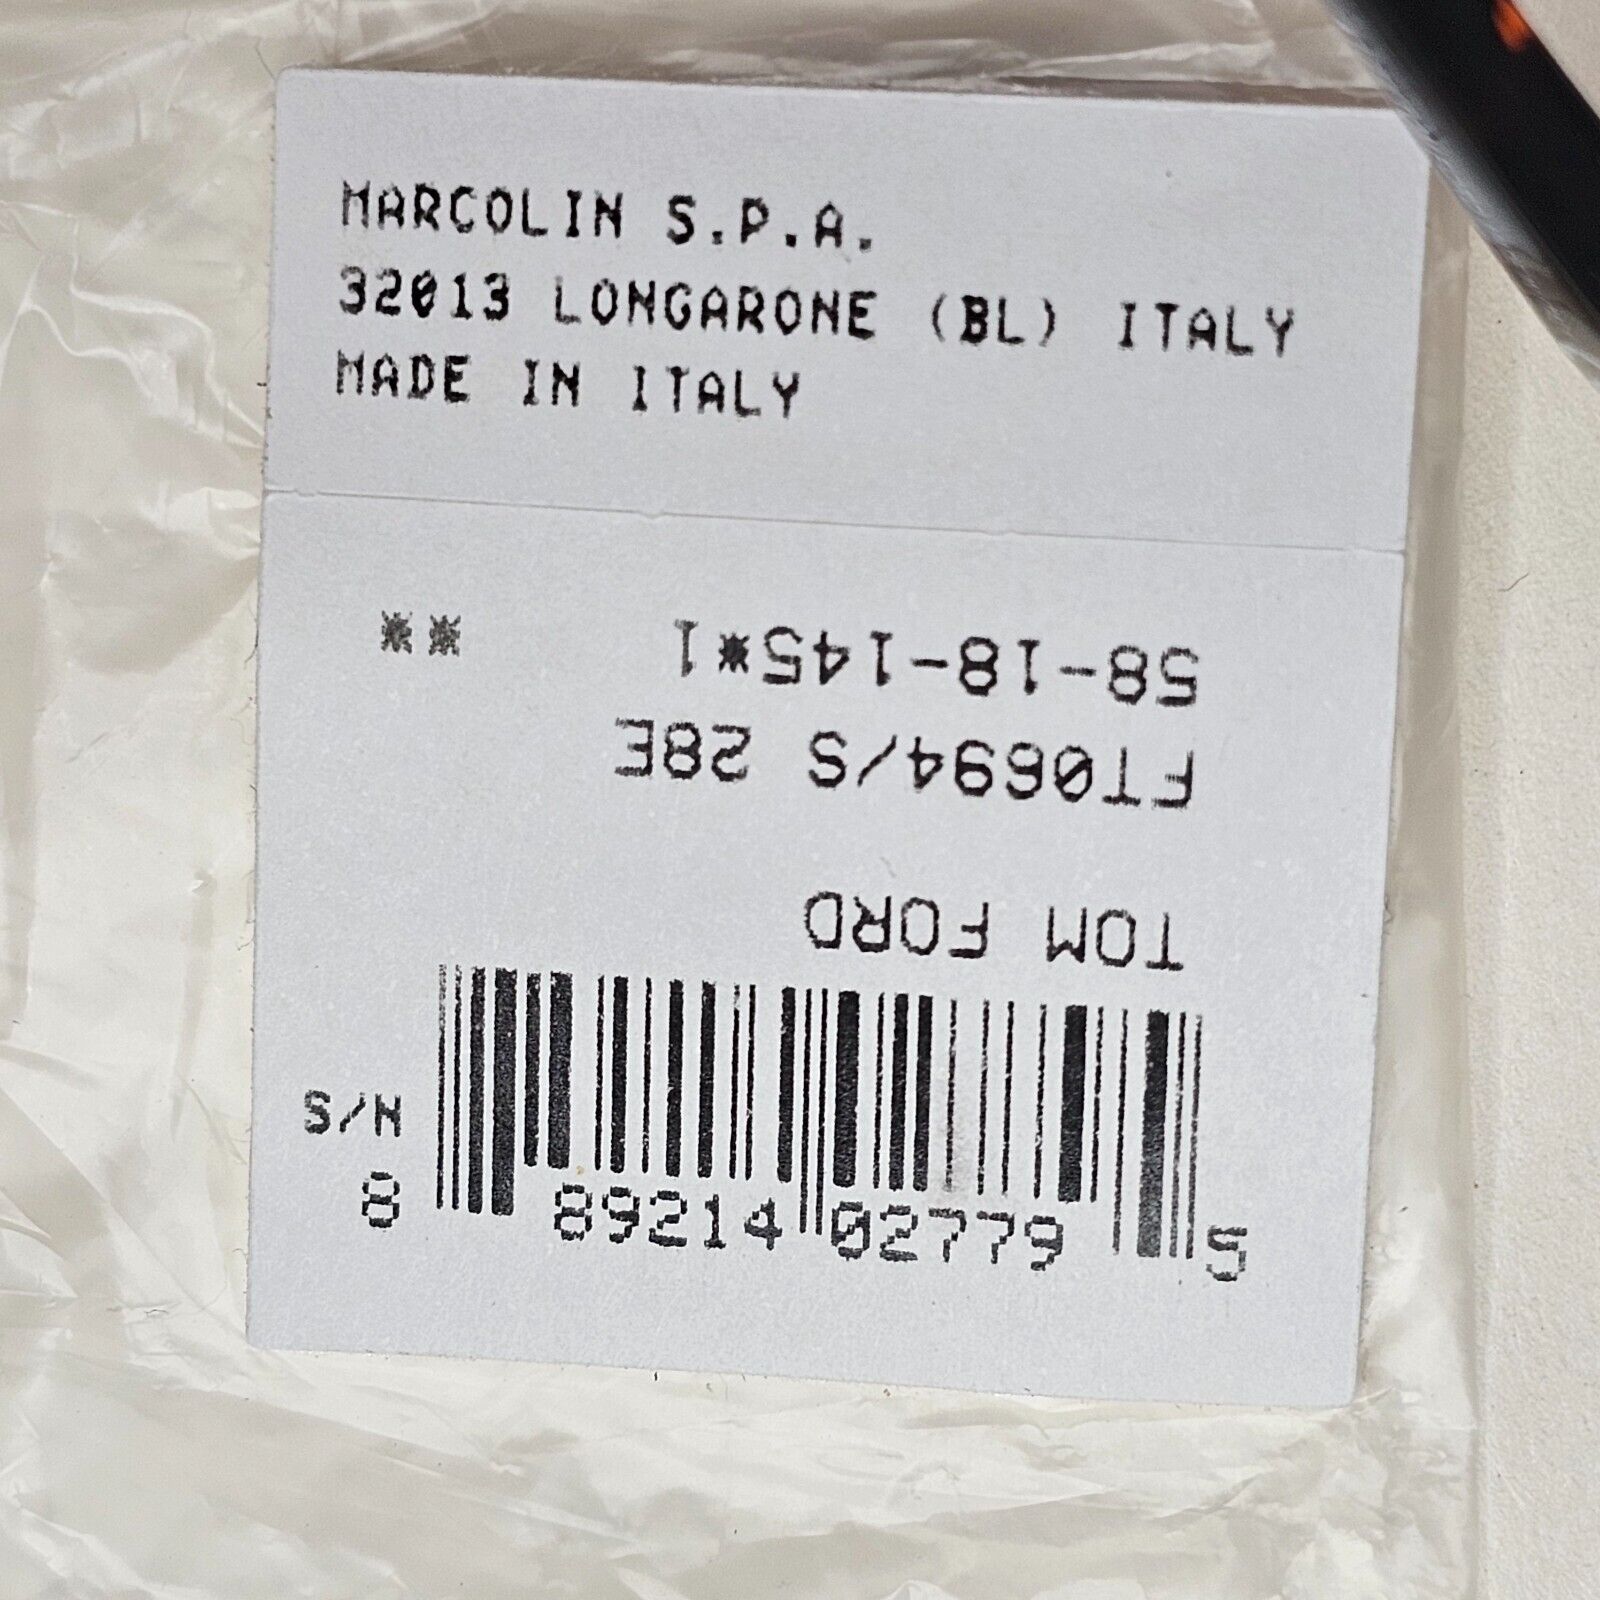 MARCOLIN S.P.A.
32013 LONGARONE (BL) ITALY
MADE IN ITALY
58-18-145*1 **
FT0694/S 28E
TOM FORD
S/N
8 89214 02779 5